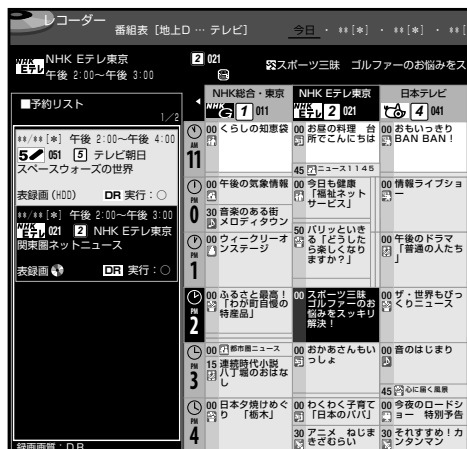 レコーダー
番組表 [地上D … テレビ]
今日 ・ **[*] ・ **[
NHK Eテレ NHK Eテレ東京
午後 2:00～午後 3:00
2 021
スポーツ三昧 ゴルファーのお悩みをス
■予約リスト
1/2
**/**[*] 午後 2:00～午後 4:00
5 051 5 テレビ朝日
スペースウォーズの世界
表録画(HDD) DR 実行：○
**/**[*] 午後 2:00～午後 3:00
NHK Eテレ 021 2 NHK Eテレ東京
関東圏ネットニュース
表録画 DR 実行：○
録画画質：DR
NHK総合・東京
NHK G 1 011
NHK Eテレ東京
NHK Eテレ 2 021
日本テレビ
4 041
AM 11
00 くらしの知恵袋
00 お昼の料理 台
所でこんにちは
45 ニュース1145
00 おもいっきり
BAN BAN!
PM 0
00 午後の気象情報
30 音楽のある街
メロディタウン
00 今日も健康
「福祉ネット
サービス」
50 バリッといき
る「どうした
ら楽しくなり
ますか？」
00 情報ライブショ
ー
PM 1
00 ウィークリーオ
ンステージ
00 午後のドラマ
「普通の人たち
」
PM 2
00 ふるさと最高！
「わが町自慢の
特産品」
00 スポーツ三昧
ゴルファーのお
悩みをスッキリ
解決！
00 ザ・世界もびっ
くりニュース
PM 3
00 都市圏ニュース
15 連続時代小説
八丁堀のおはな
し
00 おかあさんもい
っしょ
00 音のはじまり
45 心に届く風景
PM 4
00 日本夕焼けめぐ
り 「栃木」
00 わくわく子育て
「日本のパパ」
30 アニメ ねじま
きざむらい
00 今夜のロードシ
ョー 特別予告
30 それすすめ！カ
ンタンマン